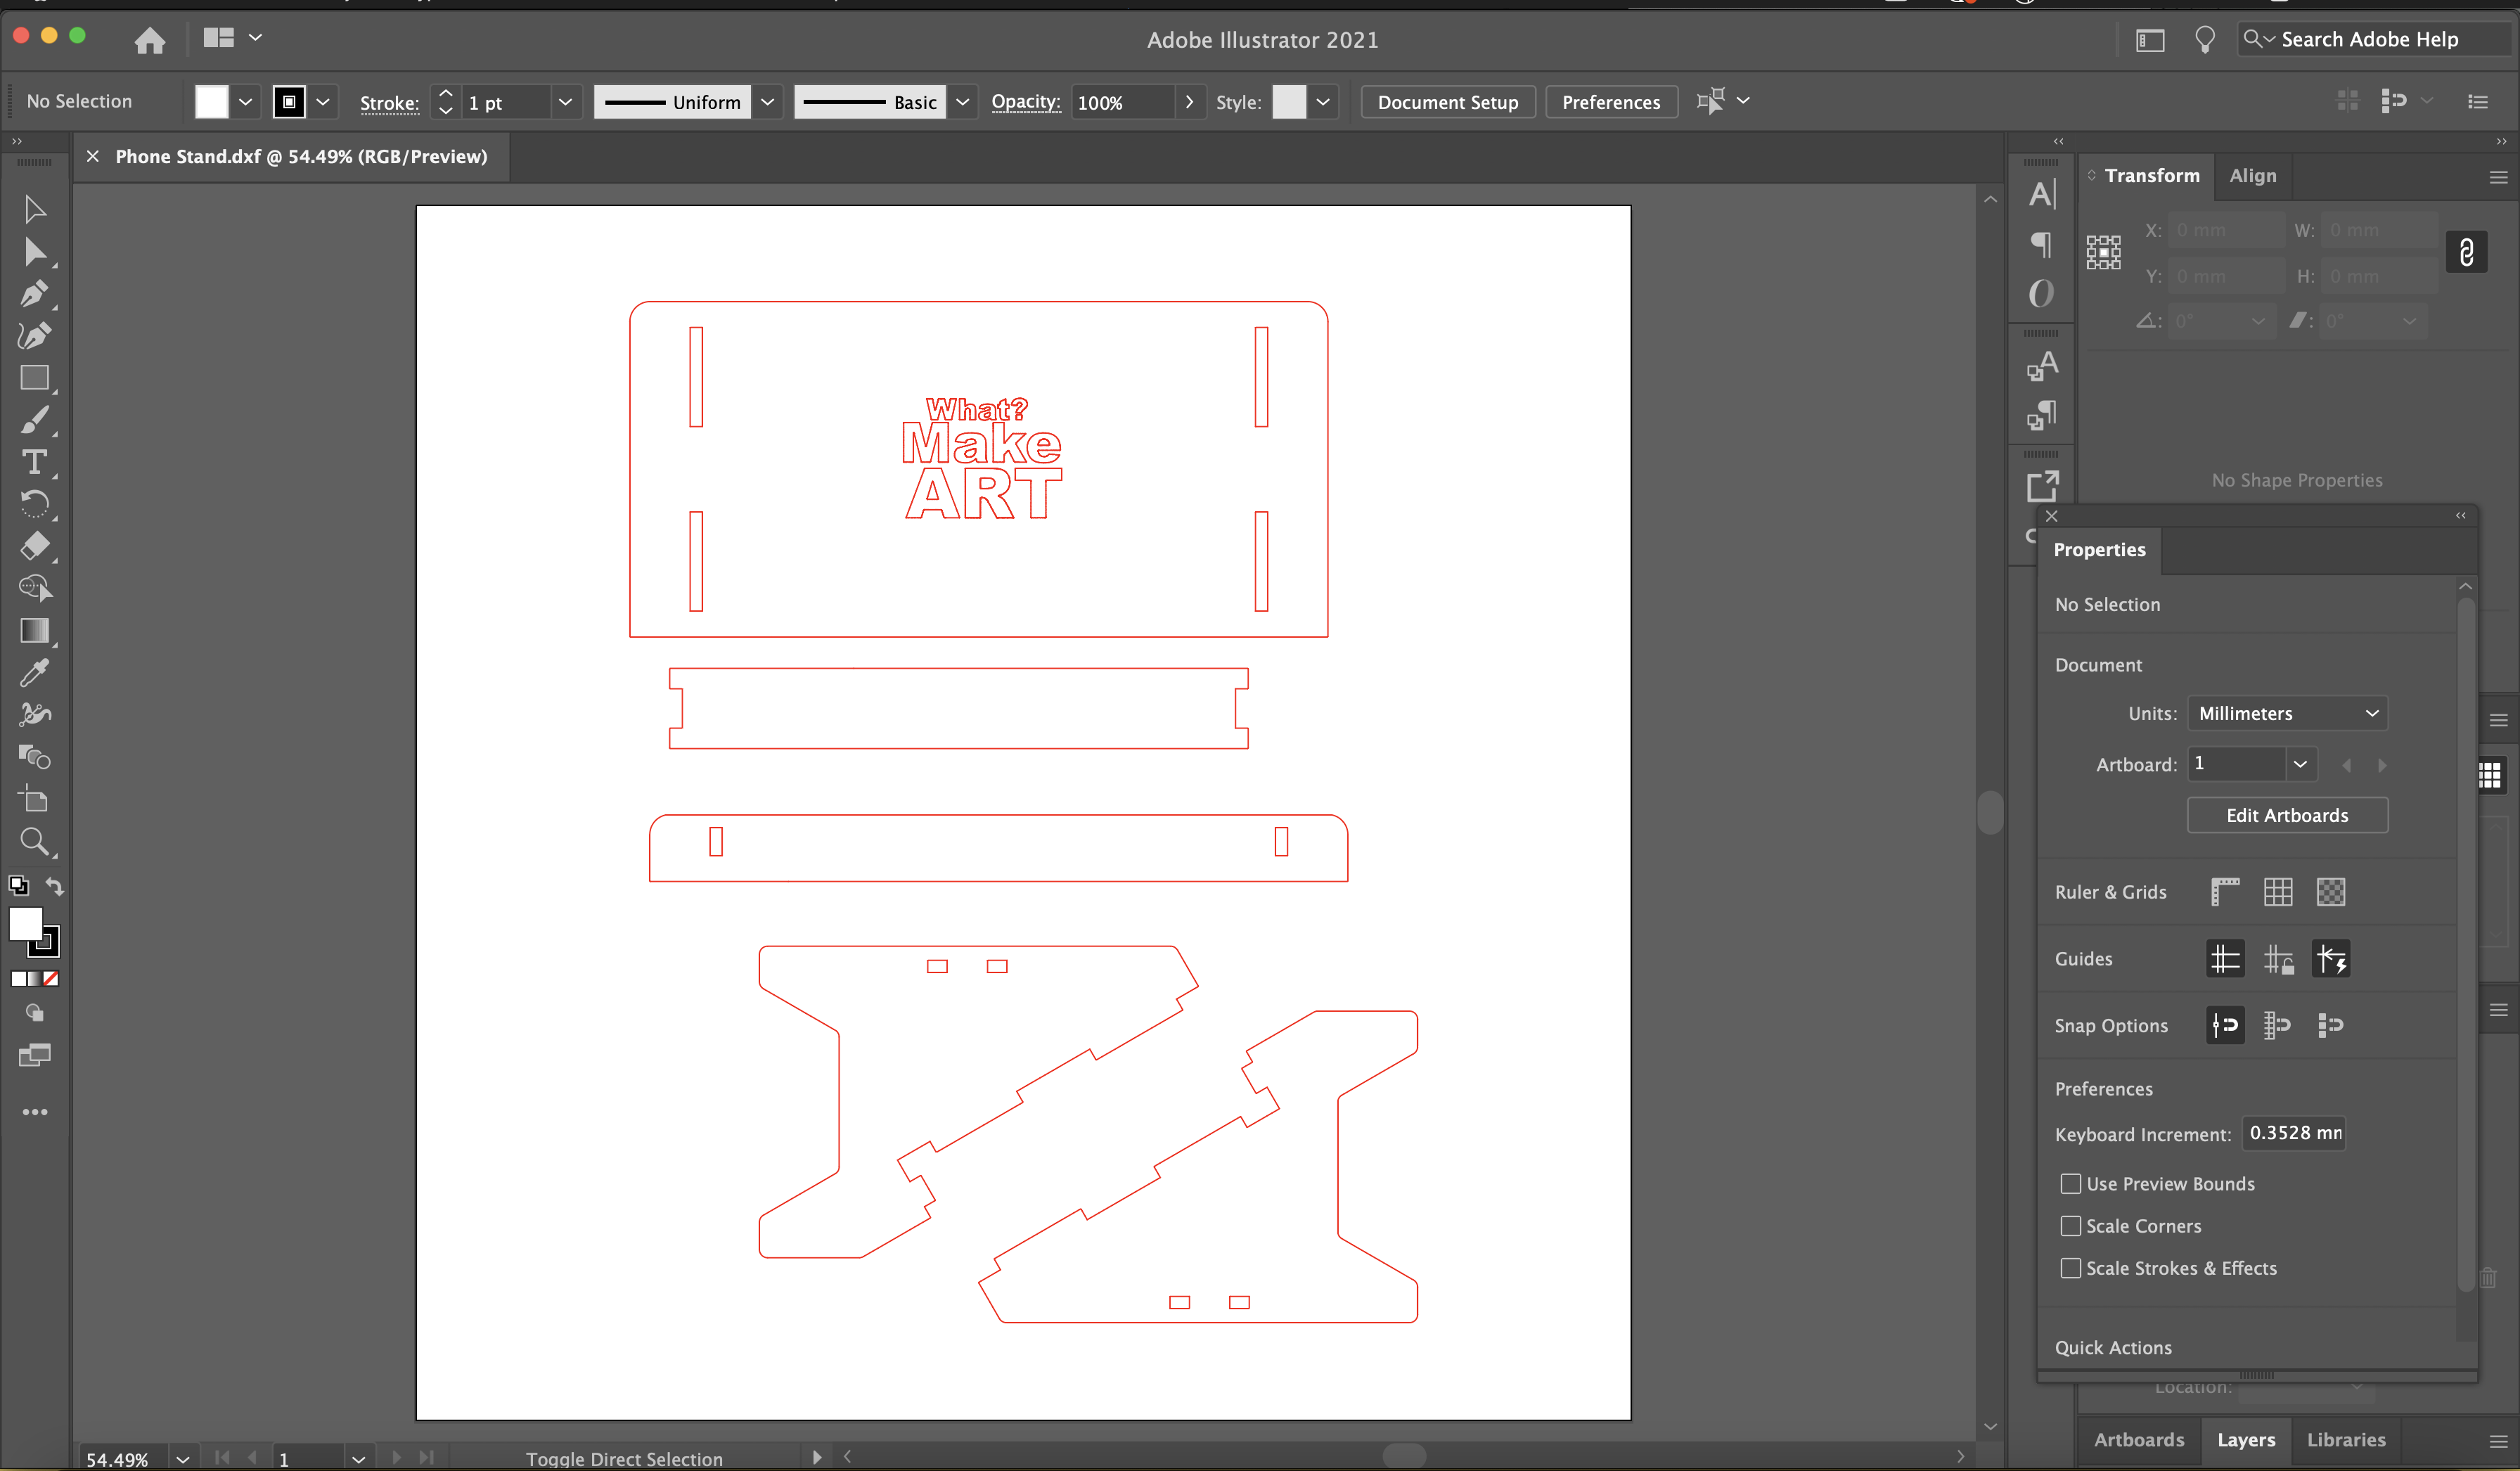 Adobe Illustrator 2021
Search Adobe Help
No Selection
Stroke:
1 pt
Uniform
Basic
Opacity:
100%
Style:
Document Setup
Preferences
Phone Stand.dxf @ 54.49% (RGB/Preview)
What?
Make
ART
Transform
Align
X:
0 mm
W:
0 mm
Y:
0 mm
H:
0 mm
0°
0°
No Shape Properties
Properties
No Selection
Document
Units:
Millimeters
Artboard:
1
Edit Artboards
Ruler & Grids
Guides
Snap Options
Preferences
Keyboard Increment:
0.3528 mm
Use Preview Bounds
Scale Corners
Scale Strokes & Effects
Quick Actions
Location:
Artboards
Layers
Libraries
54.49%
1
Toggle Direct Selection